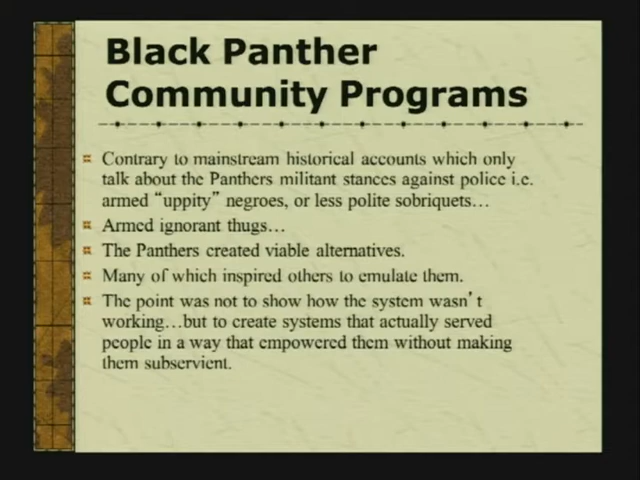 Black Panther
Community Programs
Contrary to mainstream historical accounts which only
talk about the Panthers militant stances against police i.e.
armed “uppity” negroes, or less polite sobriquets…
Armed ignorant thugs…
The Panthers created viable alternatives.
Many of which inspired others to emulate them.
The point was not to show how the system wasn’t
working…but to create systems that actually served
people in a way that empowered them without making
them subservient.